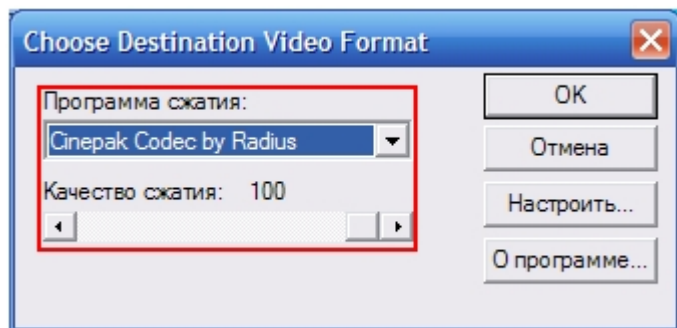 Choose Destination Video Format
Программа сжатия:
Cinepak Codec by Radius
Качество сжатия: 100
OK
Отмена
Настроить...
О программе...